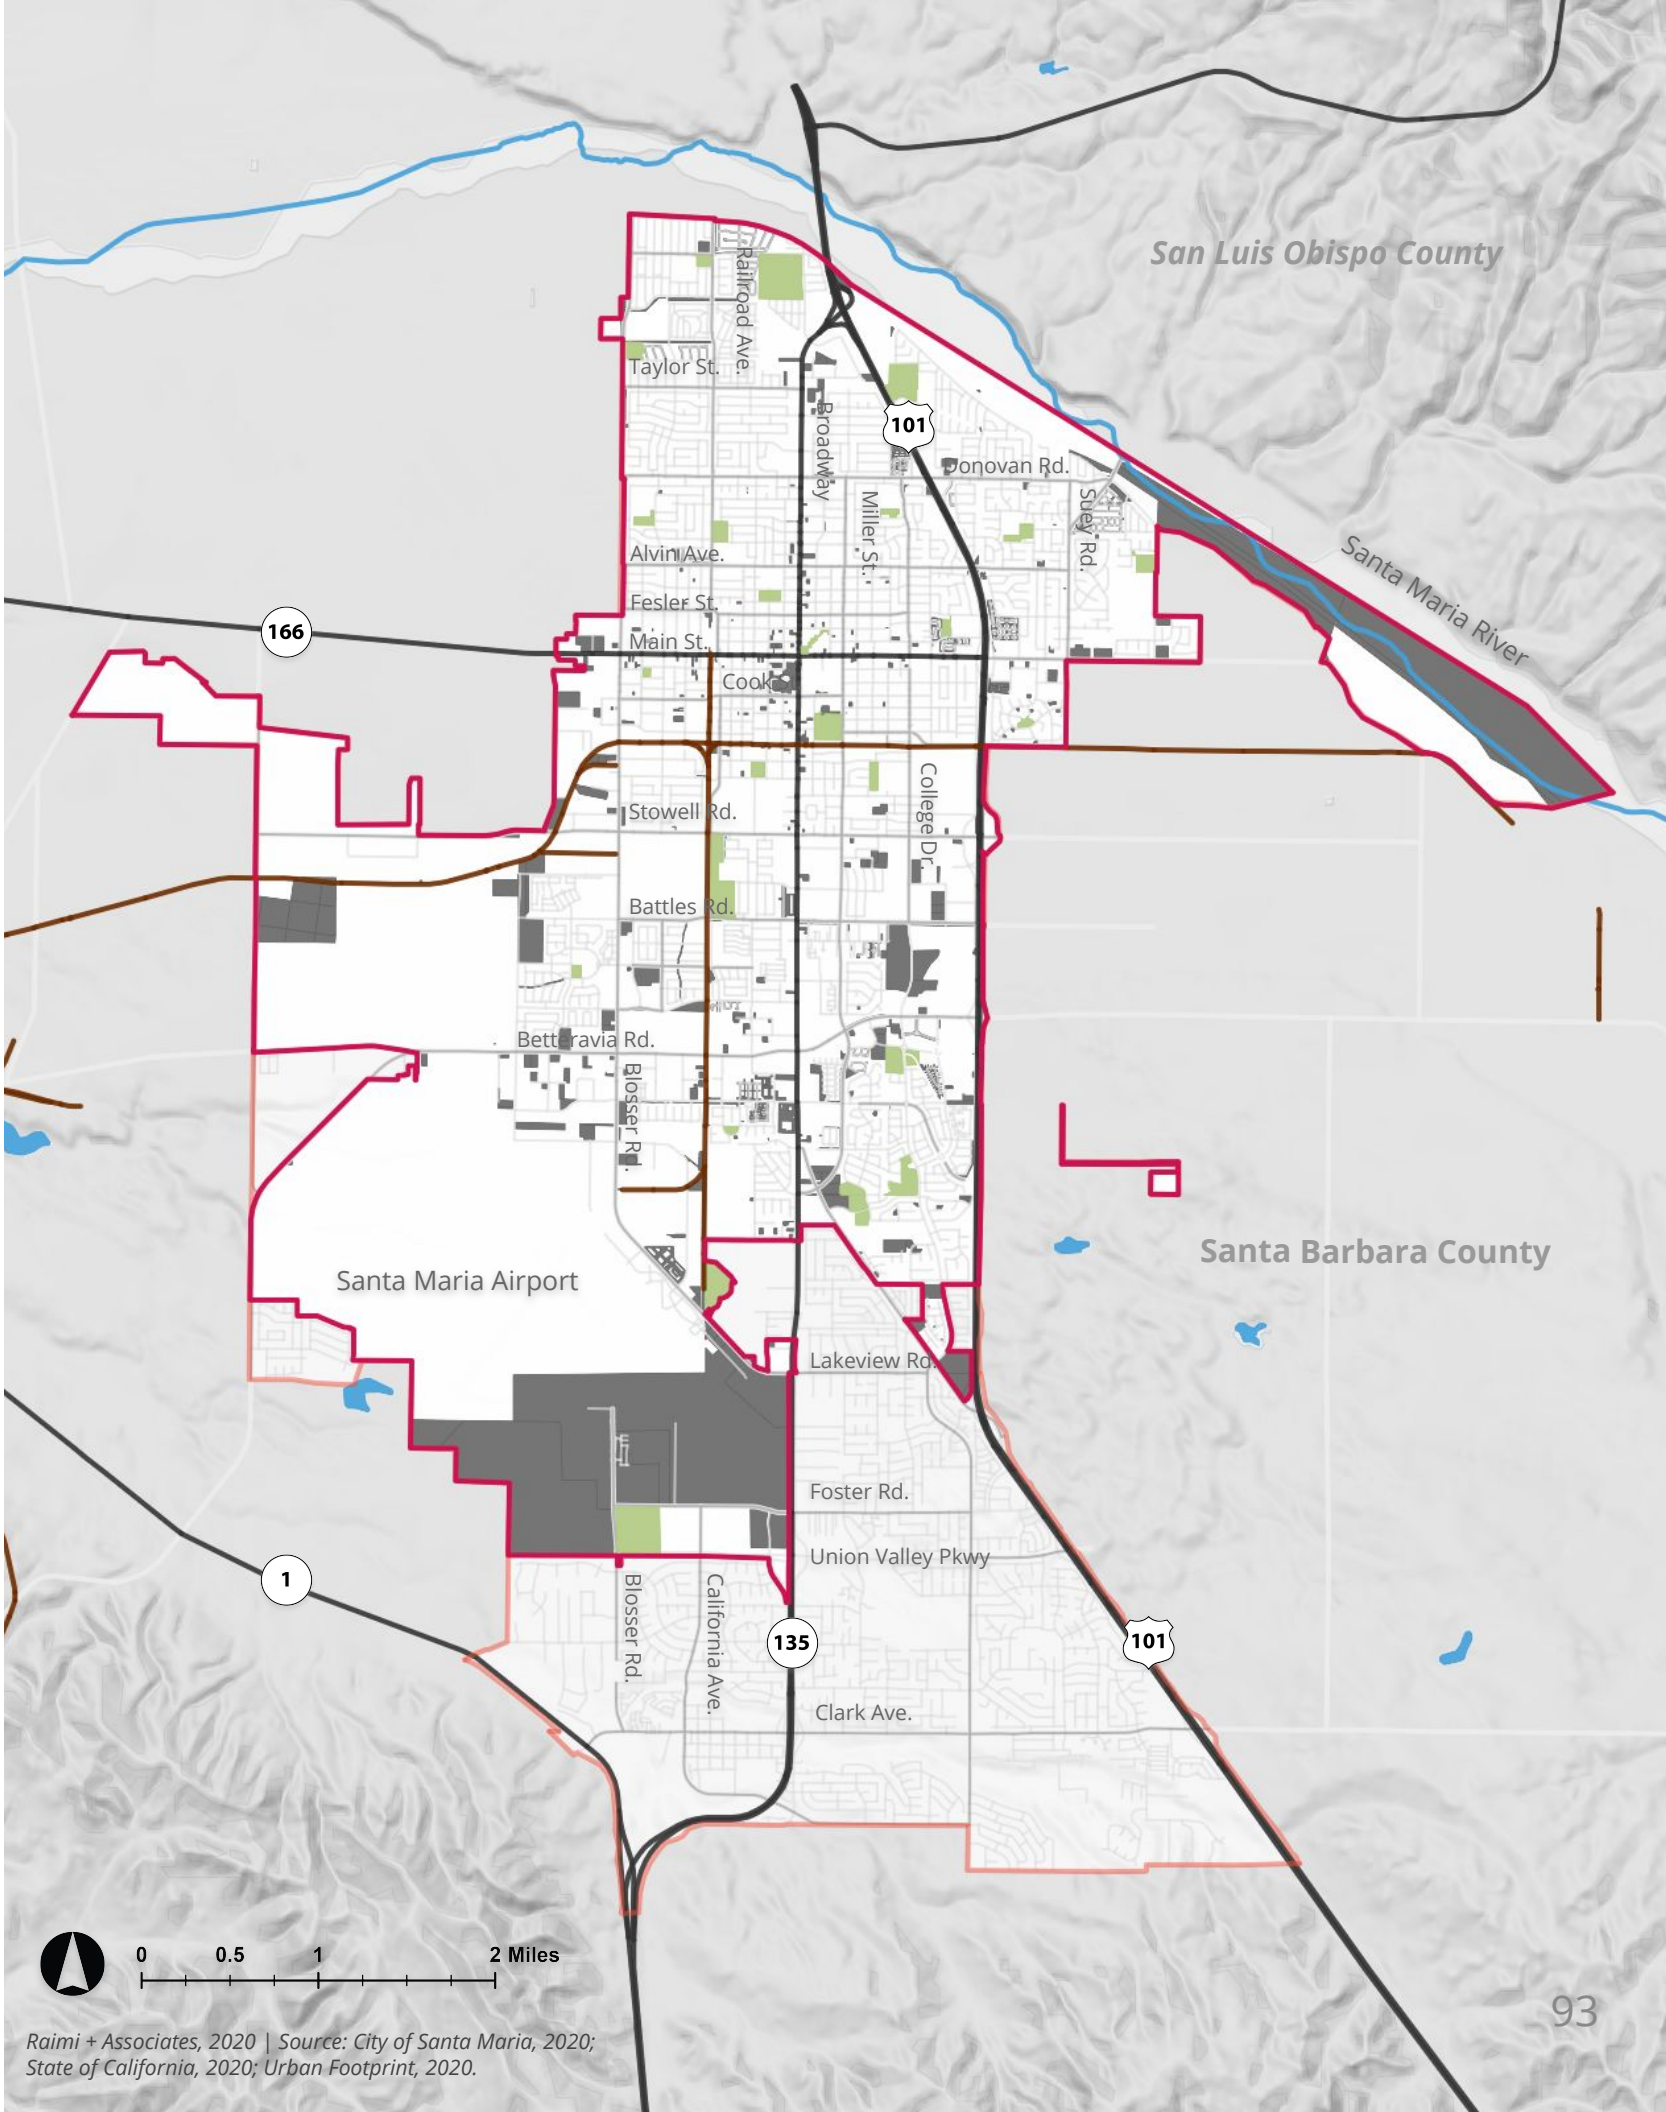 San Luis Obispo County
Railroad Ave.
Taylor St.
Broadway
101
Donovan Rd.
Miller St.
Suey Rd.
Alvin Ave.
Santa Maria River
Fesler St.
166
Main St.
Cook
College Dr.
Stowell Rd.
Battles Rd.
Betteravia Rd.
Blosser Rd.
Santa Barbara County
Santa Maria Airport
Lakeview Rd.
Foster Rd.
Union Valley Pkwy
1
Blosser Rd.
California Ave.
135
101
Clark Ave.
0 0.5 1 2 Miles
93
Raimi + Associates, 2020 | Source: City of Santa Maria, 2020;
State of California, 2020; Urban Footprint, 2020.